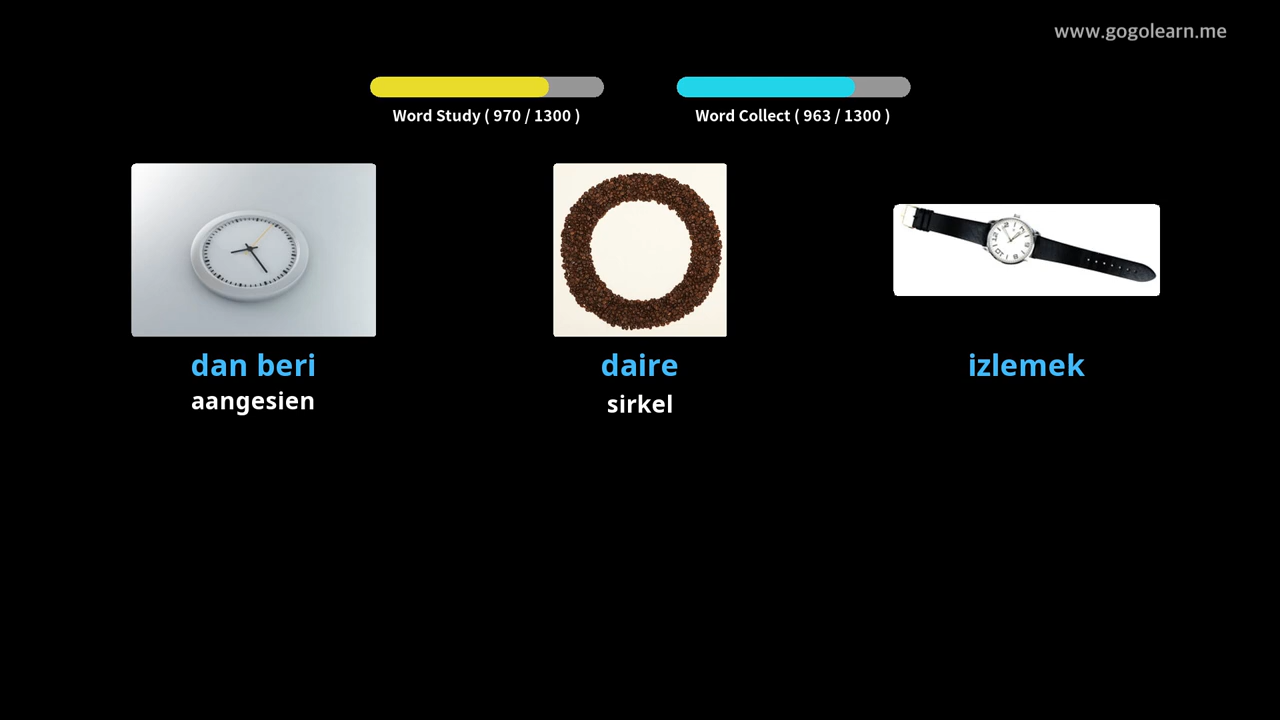 www.gogolearn.me
Word Study ( 970 / 1300 )
Word Collect ( 963 / 1300 )
dan beri
aangesien
daire
sirkel
izlemek